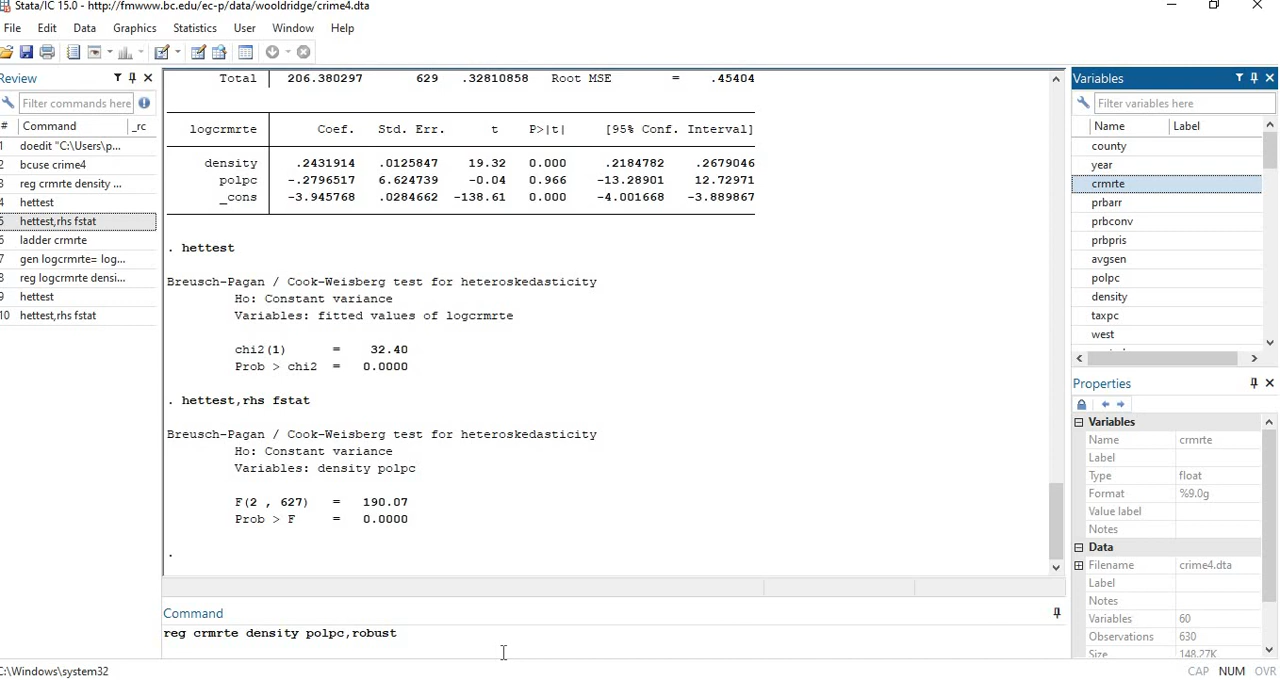 Stata/IC 15.0 - http://fmwww.bc.edu/ec-p/data/wooldridge/crime4.dta
File Edit Data Graphics Statistics User Window Help
Review
Filter commands here
# Command _rc
1 doedit "C:\Users\p...
2 bcuse crime4
3 reg crmrte density ...
4 hettest
5 hettest,rhs fstat
6 ladder crmrte
7 gen logcrmrte= log...
8 reg logcrmrte densi...
9 hettest
10 hettest,rhs fstat
Total 206.380297 629 .32810858 Root MSE = .45404
logcrmrte Coef. Std. Err. t P>|t| [95% Conf. Interval]
density .2431914 .0125847 19.32 0.000 .2184782 .2679046
polpc -.2796517 6.624739 -0.04 0.966 -13.28901 12.72971
_cons -3.945768 .0284662 -138.61 0.000 -4.001668 -3.889867
. hettest
Breusch-Pagan / Cook-Weisberg test for heteroskedasticity
Ho: Constant variance
Variables: fitted values of logcrmrte
chi2(1) = 32.40
Prob > chi2 = 0.0000
. hettest,rhs fstat
Breusch-Pagan / Cook-Weisberg test for heteroskedasticity
Ho: Constant variance
Variables: density polpc
F(2 , 627) = 190.07
Prob > F = 0.0000
.
Command
reg crmrte density polpc,robust
Variables
Filter variables here
Name Label
county
year
crmrte
prbarr
prbconv
prbpris
avgsen
polpc
density
taxpc
west
Properties
Variables
Name crmrte
Label
Type float
Format %9.0g
Value label
Notes
Data
Filename crime4.dta
Label
Notes
Variables 60
Observations 630
Size 148.27K
C:\Windows\system32
CAP NUM OVR